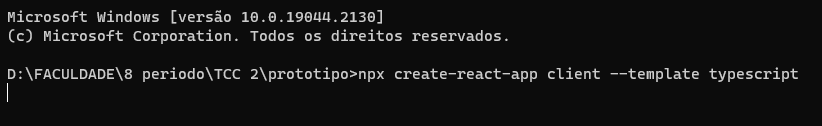 Microsoft Windows [versão 10.0.19044.2130]
(c) Microsoft Corporation. Todos os direitos reservados.
D:\FACULDADE\8 periodo\TCC 2\prototipo>npx create-react-app client --template typescript